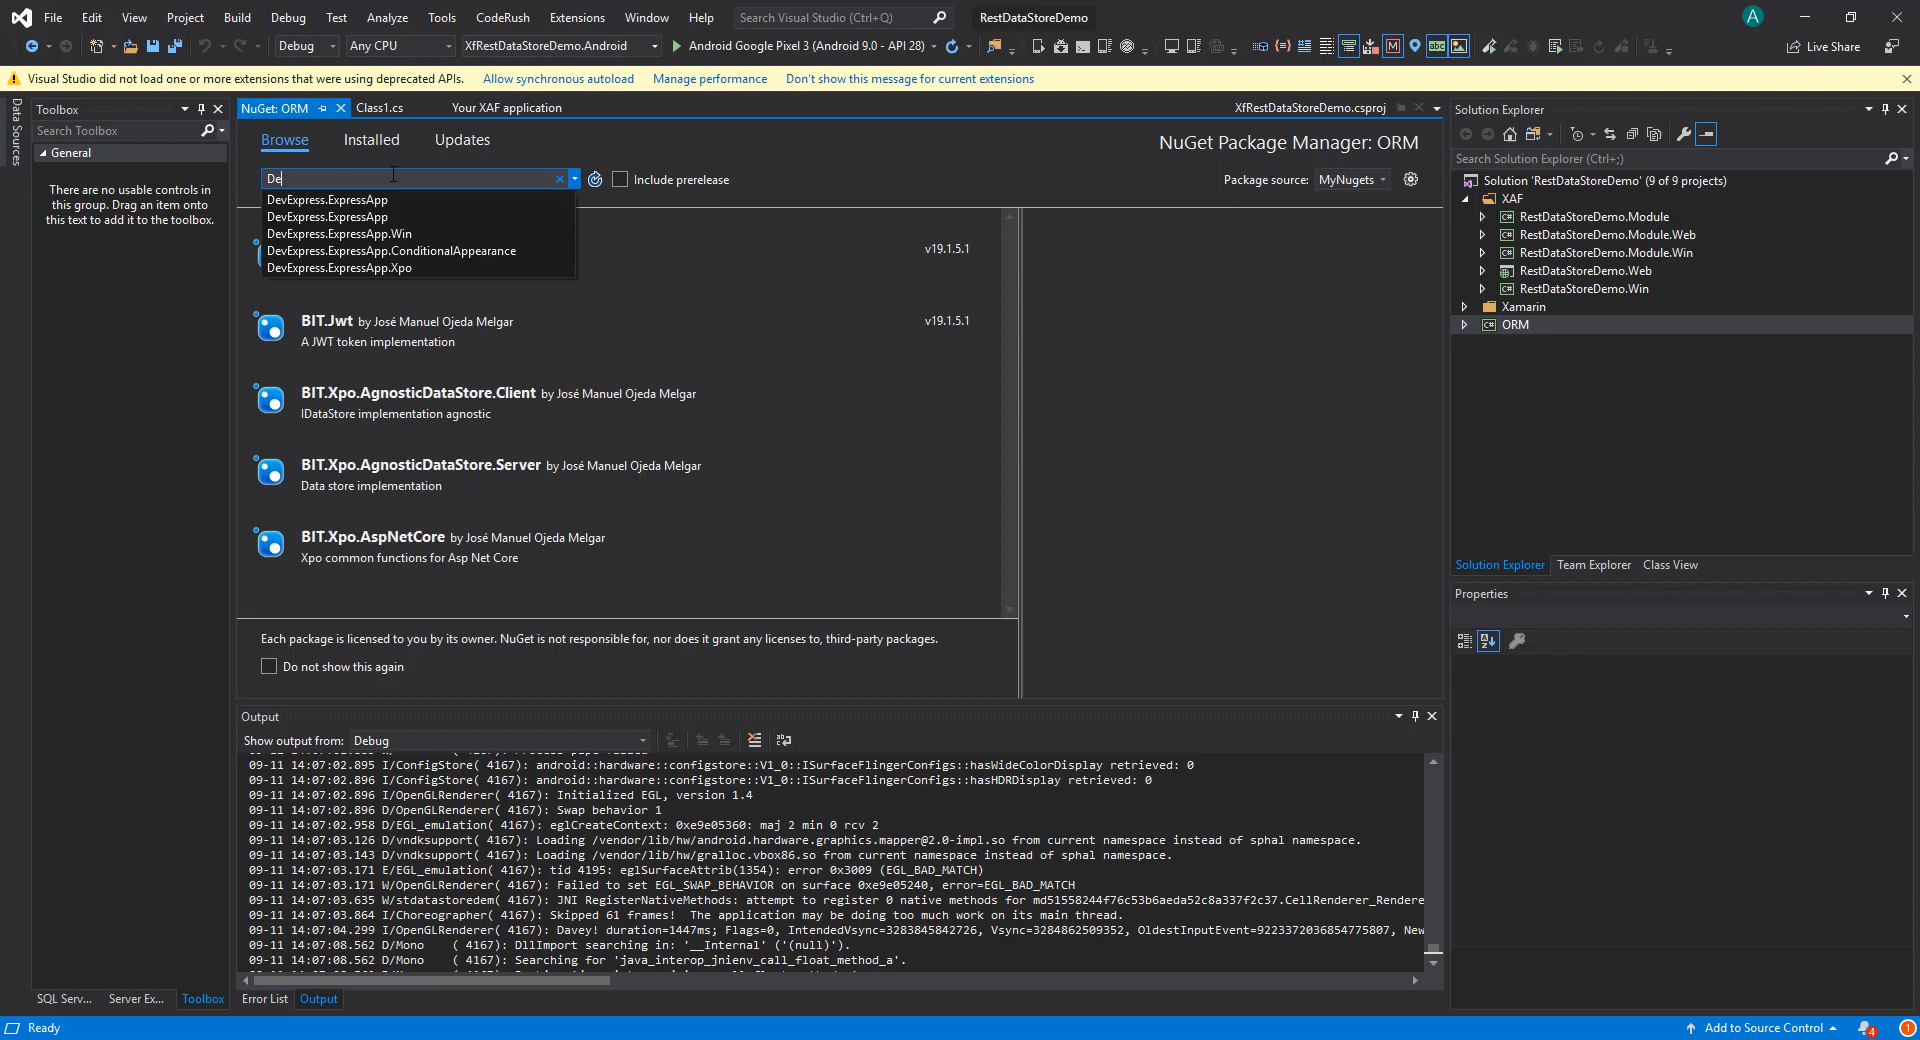 File Edit View Project Build Debug Test Analyze Tools CodeRush Extensions Window Help Search Visual Studio (Ctrl+Q) RestDataStoreDemo A
Debug Any CPU XfRestDataStoreDemo.Android Android Google Pixel 3 (Android 9.0 - API 28) Live Share
Visual Studio did not load one or more extensions that were using deprecated APIs. Allow synchronous autoload Manage performance Don't show this message for current extensions
Data Sources
Toolbox
Search Toolbox
General
There are no usable controls in
this group. Drag an item onto
this text to add it to the toolbox.
NuGet: ORM Class1.cs Your XAF application XfRestDataStoreDemo.csproj
Browse Installed Updates NuGet Package Manager: ORM
De Include prerelease Package source: MyNugets
DevExpress.ExpressApp
DevExpress.ExpressApp
DevExpress.ExpressApp.Win
DevExpress.ExpressApp.ConditionalAppearance
DevExpress.ExpressApp.Xpo
v19.1.5.1
BIT.Jwt by José Manuel Ojeda Melgar v19.1.5.1
A JWT token implementation
BIT.Xpo.AgnosticDataStore.Client by José Manuel Ojeda Melgar
IDataStore implementation agnostic
BIT.Xpo.AgnosticDataStore.Server by José Manuel Ojeda Melgar
Data store implementation
BIT.Xpo.AspNetCore by José Manuel Ojeda Melgar
Xpo common functions for Asp Net Core
Each package is licensed to you by its owner. NuGet is not responsible for, nor does it grant any licenses to, third-party packages.
Do not show this again
Output
Show output from: Debug
09-11 14:07:02.895 I/ConfigStore( 4167): android::hardware::configstore::V1_0::ISurfaceFlingerConfigs::hasWideColorDisplay retrieved: 0
09-11 14:07:02.896 I/ConfigStore( 4167): android::hardware::configstore::V1_0::ISurfaceFlingerConfigs::hasHDRDisplay retrieved: 0
09-11 14:07:02.896 I/OpenGLRenderer( 4167): Initialized EGL, version 1.4
09-11 14:07:02.896 D/OpenGLRenderer( 4167): Swap behavior 1
09-11 14:07:02.958 D/EGL_emulation( 4167): eglCreateContext: 0xe9e05360: maj 2 min 0 rcv 2
09-11 14:07:03.126 D/vndksupport( 4167): Loading /vendor/lib/hw/android.hardware.graphics.mapper@2.0-impl.so from current namespace instead of sphal namespace.
09-11 14:07:03.143 D/vndksupport( 4167): Loading /vendor/lib/hw/gralloc.vbox86.so from current namespace instead of sphal namespace.
09-11 14:07:03.171 E/EGL_emulation( 4167): tid 4195: eglSurfaceAttrib(1354): error 0x3009 (EGL_BAD_MATCH)
09-11 14:07:03.171 W/OpenGLRenderer( 4167): Failed to set EGL_SWAP_BEHAVIOR on surface 0xe9e05240, error=EGL_BAD_MATCH
09-11 14:07:03.635 W/stdatastoredem( 4167): JNI RegisterNativeMethods: attempt to register 0 native methods for md51558244f76c53b6aeda52c8a337f2c37.CellRenderer_Rendere
09-11 14:07:03.864 I/Choreographer( 4167): Skipped 61 frames! The application may be doing too much work on its main thread.
09-11 14:07:04.299 I/OpenGLRenderer( 4167): Davey! duration=1447ms; Flags=0, IntendedVsync=3283845842726, Vsync=3284862509352, OldestInputEvent=9223372036854775807, New
09-11 14:07:08.562 D/Mono ( 4167): DllImport searching in: '__Internal' ('(null)').
09-11 14:07:08.562 D/Mono ( 4167): Searching for 'java_interop_jnienv_call_float_method_a'.
SQL Serv... Server Ex... Toolbox Error List Output
Solution Explorer
Search Solution Explorer (Ctrl+;)
Solution 'RestDataStoreDemo' (9 of 9 projects)
XAF
RestDataStoreDemo.Module
RestDataStoreDemo.Module.Web
RestDataStoreDemo.Module.Win
RestDataStoreDemo.Web
RestDataStoreDemo.Win
Xamarin
ORM
Solution Explorer Team Explorer Class View
Properties
Ready Add to Source Control 4 1